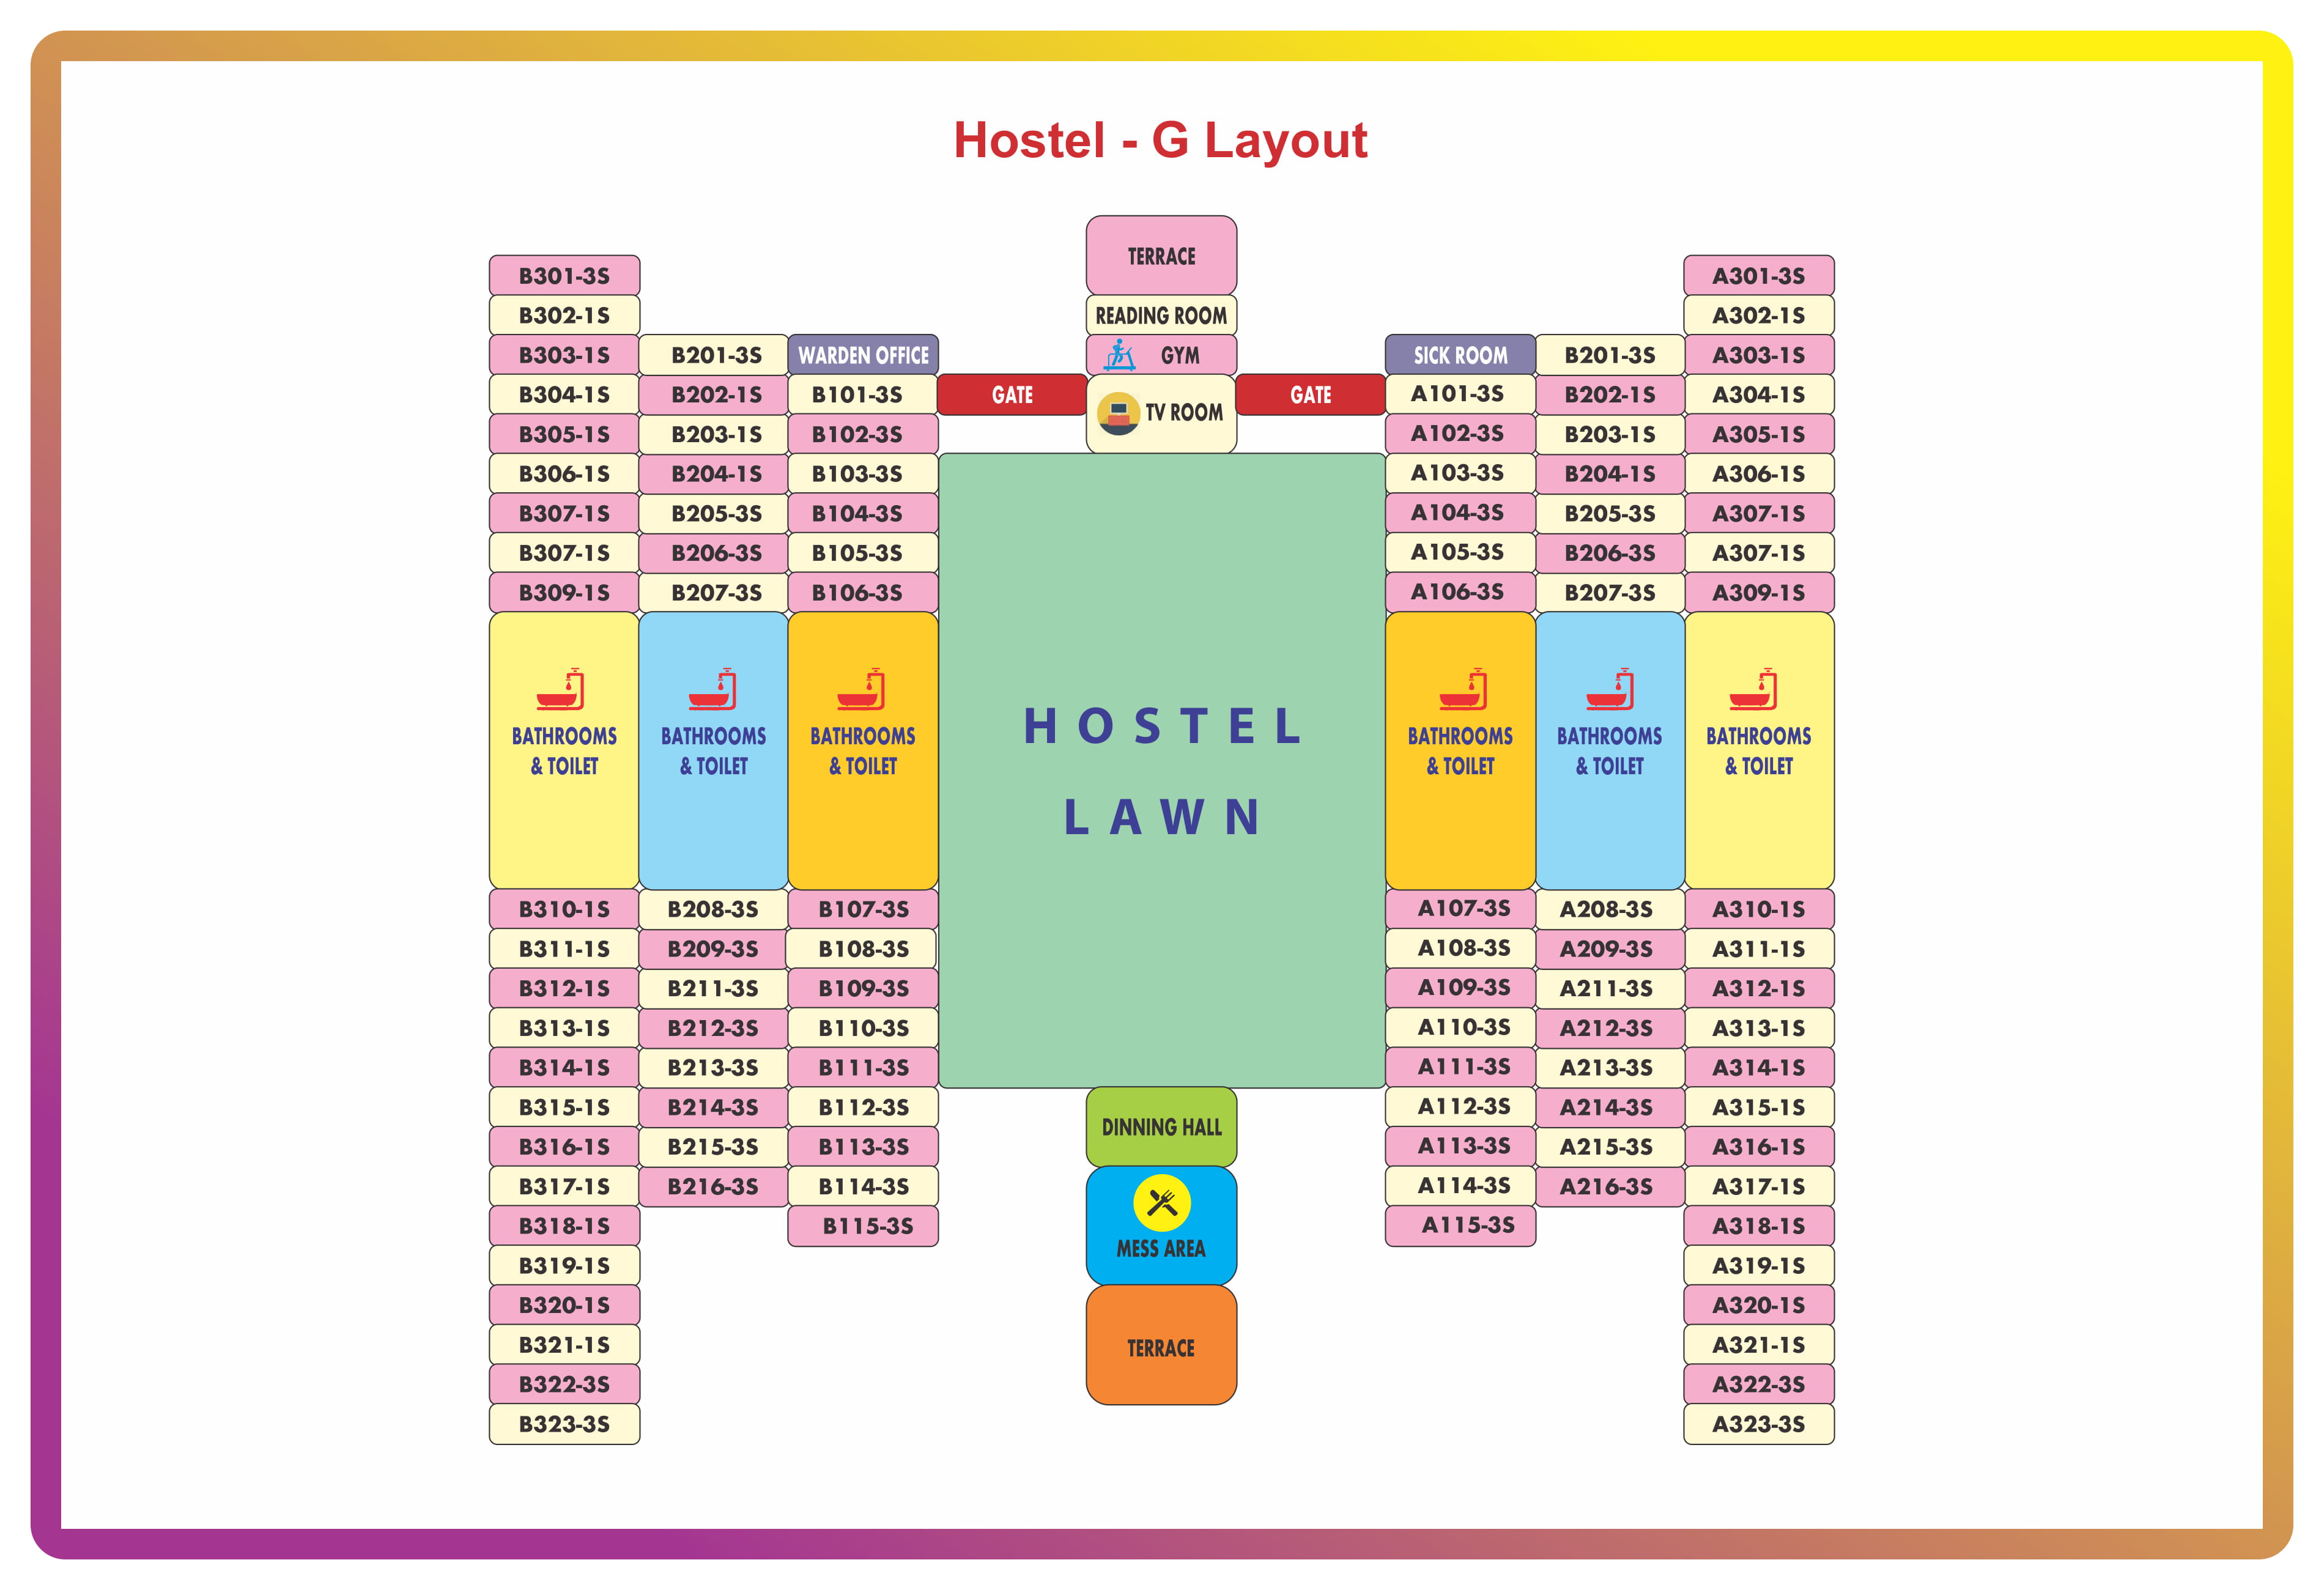 Hostel - G Layout
TERRACE
READING ROOM
GYM
TV ROOM
GATE
GATE
B301-3S
B302-1S
B303-1S
B304-1S
B305-1S
B306-1S
B307-1S
B307-1S
B309-1S
BATHROOMS
& TOILET
B310-1S
B311-1S
B312-1S
B313-1S
B314-1S
B315-1S
B316-1S
B317-1S
B318-1S
B319-1S
B320-1S
B321-1S
B322-3S
B323-3S
B201-3S
B202-1S
B203-1S
B204-1S
B205-3S
B206-3S
B207-3S
BATHROOMS
& TOILET
B208-3S
B209-3S
B211-3S
B212-3S
B213-3S
B214-3S
B215-3S
B216-3S
WARDEN OFFICE
B101-3S
B102-3S
B103-3S
B104-3S
B105-3S
B106-3S
BATHROOMS
& TOILET
B107-3S
B108-3S
B109-3S
B110-3S
B111-3S
B112-3S
B113-3S
B114-3S
B115-3S
HOSTEL
LAWN
DINNING HALL
MESS AREA
TERRACE
SICK ROOM
A101-3S
A102-3S
A103-3S
A104-3S
A105-3S
A106-3S
BATHROOMS
& TOILET
A107-3S
A108-3S
A109-3S
A110-3S
A111-3S
A112-3S
A113-3S
A114-3S
A115-3S
B201-3S
B202-1S
B203-1S
B204-1S
B205-3S
B206-3S
B207-3S
BATHROOMS
& TOILET
A208-3S
A209-3S
A211-3S
A212-3S
A213-3S
A214-3S
A215-3S
A216-3S
A301-3S
A302-1S
A303-1S
A304-1S
A305-1S
A306-1S
A307-1S
A307-1S
A309-1S
BATHROOMS
& TOILET
A310-1S
A311-1S
A312-1S
A313-1S
A314-1S
A315-1S
A316-1S
A317-1S
A318-1S
A319-1S
A320-1S
A321-1S
A322-3S
A323-3S